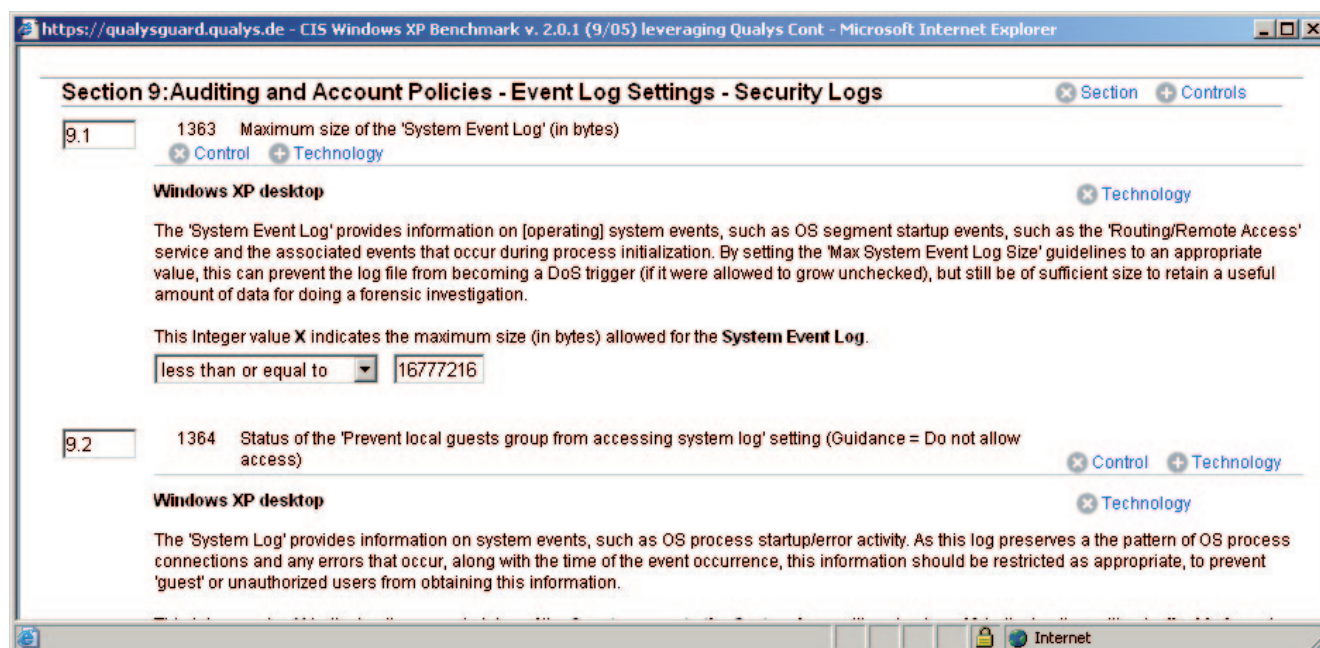 https://qualysguard.qualys.de - CIS Windows XP Benchmark v. 2.0.1 (9/05) leveraging Qualys Cont - Microsoft Internet Explorer
Section 9:Auditing and Account Policies - Event Log Settings - Security Logs
Section Controls
9.1
1363 Maximum size of the 'System Event Log' (in bytes)
Control Technology
Windows XP desktop
Technology
The 'System Event Log' provides information on [operating] system events, such as OS segment startup events, such as the 'Routing/Remote Access'
service and the associated events that occur during process initialization. By setting the 'Max System Event Log Size' guidelines to an appropriate
value, this can prevent the log file from becoming a DoS trigger (if it were allowed to grow unchecked), but still be of sufficient size to retain a useful
amount of data for doing a forensic investigation.
This Integer value X indicates the maximum size (in bytes) allowed for the System Event Log.
less than or equal to 16777216
9.2
1364 Status of the 'Prevent local guests group from accessing system log' setting (Guidance = Do not allow
access)
Control Technology
Windows XP desktop
Technology
The 'System Log' provides information on system events, such as OS process startup/error activity. As this log preserves a the pattern of OS process
connections and any errors that occur, along with the time of the event occurrence, this information should be restricted as appropriate, to prevent
'guest' or unauthorized users from obtaining this information.
Internet